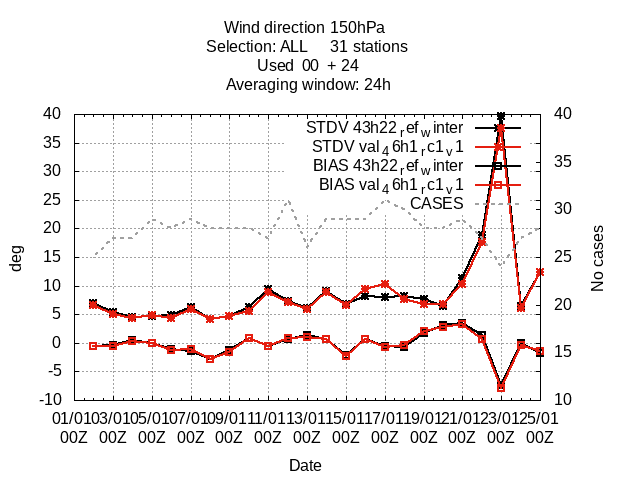 Wind direction 150hPa
Selection: ALL 31 stations
Used 00 + 24
Averaging window: 24h
STDV 43h22refwinter
STDV val46h1rc1v1
BIAS 43h22refwinter
BIAS val46h1rc1v1
CASES
40
35
30
25
20
15
10
5
0
-5
-10
deg
40
35
30
25
20
15
10
No cases
01/01 03/01 05/01 07/01 09/01 11/01 13/01 15/01 17/01 19/01 21/01 23/01 25/01
00Z 00Z 00Z 00Z 00Z 00Z 00Z 00Z 00Z 00Z 00Z 00Z 00Z
Date